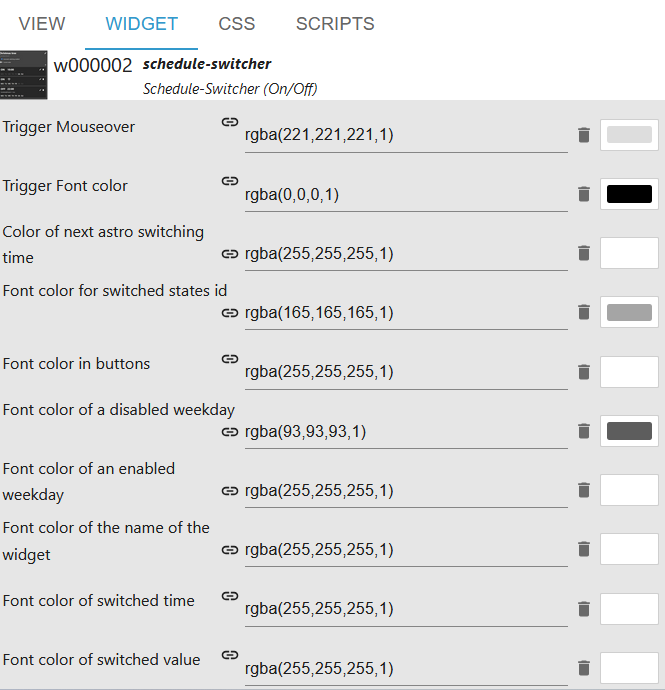 VIEW WIDGET CSS SCRIPTS
w000002 schedule-switcher
Schedule-Switcher (On/Off)
Trigger Mouseover
rgba(221,221,221,1)
Trigger Font color
rgba(0,0,0,1)
Color of next astro switching
time
rgba(255,255,255,1)
Font color for switched states id
rgba(165,165,165,1)
Font color in buttons
rgba(255,255,255,1)
Font color of a disabled weekday
rgba(93,93,93,1)
Font color of an enabled
weekday
rgba(255,255,255,1)
Font color of the name of the
widget
rgba(255,255,255,1)
Font color of switched time
rgba(255,255,255,1)
Font color of switched value
rgba(255,255,255,1)